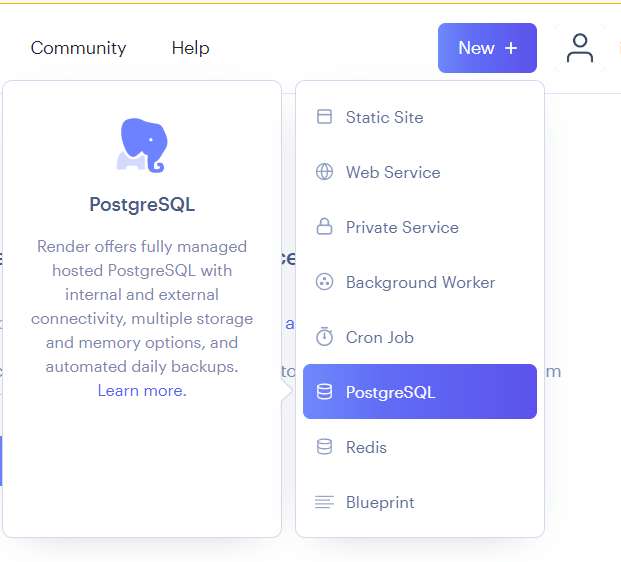 Community
Help
New +
PostgreSQL
Render offers fully managed
hosted PostgreSQL with
internal and external
connectivity, multiple storage
and memory options, and
automated daily backups.
Learn more.
Static Site
Web Service
Private Service
Background Worker
Cron Job
PostgreSQL
Redis
Blueprint